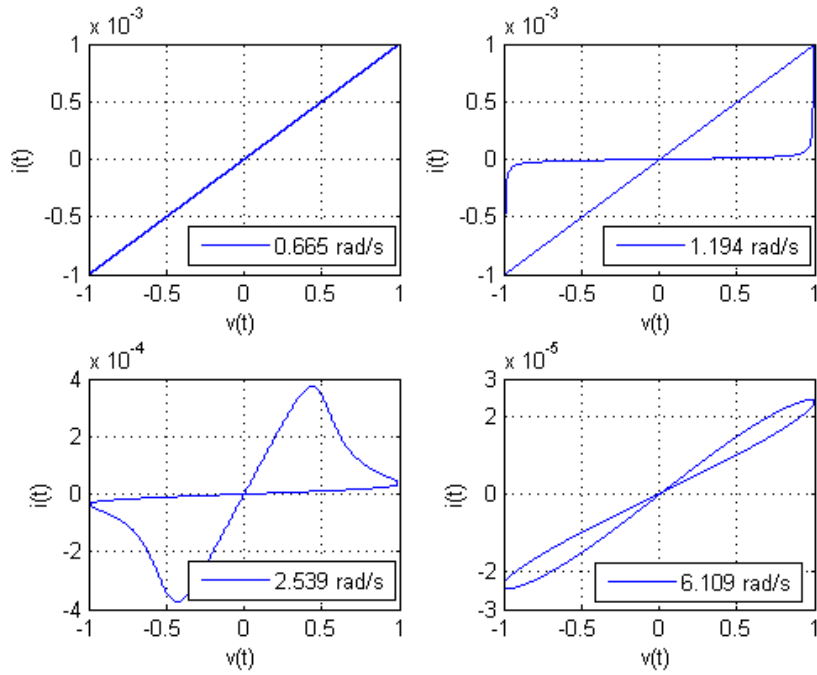 x 10^-3
1
0.5
0
-0.5
-1
i(t)
-1 -0.5 0 0.5 1
v(t)
0.665 rad/s
x 10^-3
1
0.5
0
-0.5
-1
i(t)
-1 -0.5 0 0.5 1
v(t)
1.194 rad/s
x 10^-4
4
2
0
-2
-4
i(t)
-1 -0.5 0 0.5 1
v(t)
2.539 rad/s
x 10^-5
3
2
0
-2
-3
i(t)
-1 -0.5 0 0.5 1
v(t)
6.109 rad/s